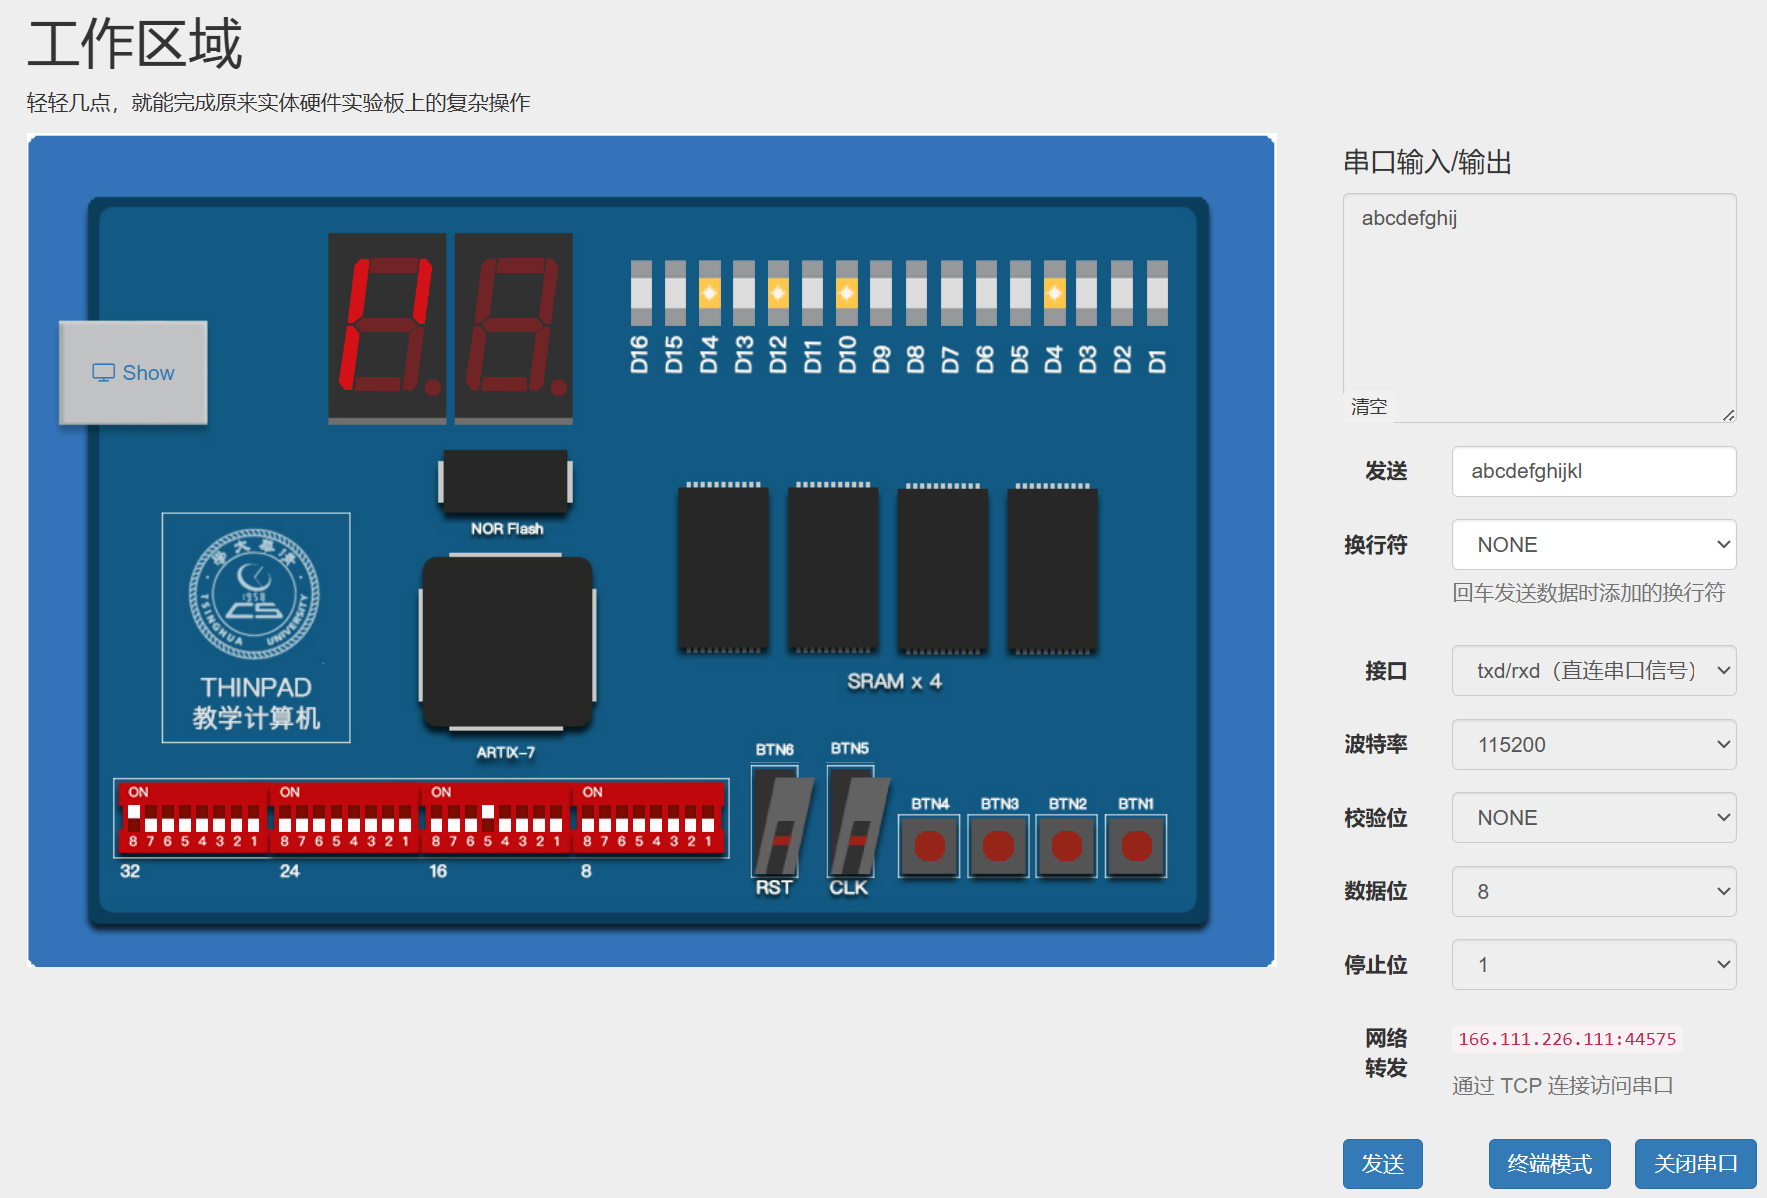 工作区域
轻轻几点，就能完成原来实体硬件实验板上的复杂操作
Show
D16 D15 D14 D13 D12 D11 D10 D9 D8 D7 D6 D5 D4 D3 D2 D1
NOR Flash
1958
TSINGHUA UNIVERSITY
THINPAD
教学计算机
ARTIX-7
SRAM x 4
BTN6 BTN5
BTN4 BTN3 BTN2 BTN1
RST CLK
ON ON ON ON
8 7 6 5 4 3 2 1 8 7 6 5 4 3 2 1 8 7 6 5 4 3 2 1 8 7 6 5 4 3 2 1
32 24 16 8
串口输入/输出
abcdefghij
清空
发送 abcdefghijkl
换行符 NONE
回车发送数据时添加的换行符
接口 txd/rxd（直连串口信号）
波特率 115200
校验位 NONE
数据位 8
停止位 1
网络
转发
166.111.226.111:44575
通过 TCP 连接访问串口
发送 终端模式 关闭串口